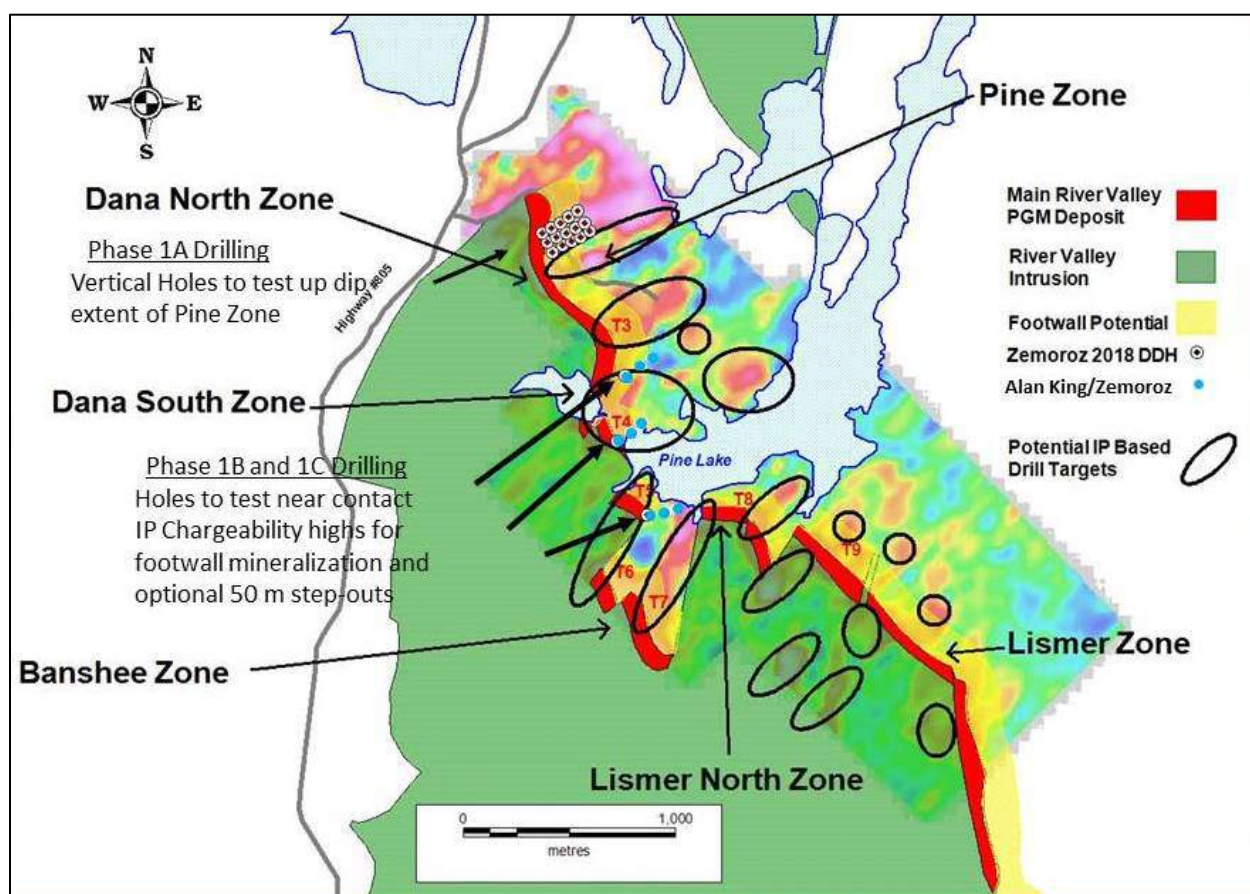 N
W E
S
Pine Zone
Dana North Zone
Phase 1A Drilling
Vertical Holes to test up dip
extent of Pine Zone
Highway #805
Main River Valley
PGM Deposit
River Valley
Intrusion
Footwall Potential
Zemoroz 2018 DDH
Alan King/Zemoroz
Potential IP Based
Drill Targets
T3
Dana South Zone
T4
Phase 1B and 1C Drilling
Holes to test near contact
IP Chargeability highs for
footwall mineralization and
optional 50 m step-outs
Pine Lake
T8
T9
T6
T7
Banshee Zone
Lismer Zone
Lismer North Zone
0 1,000
metres